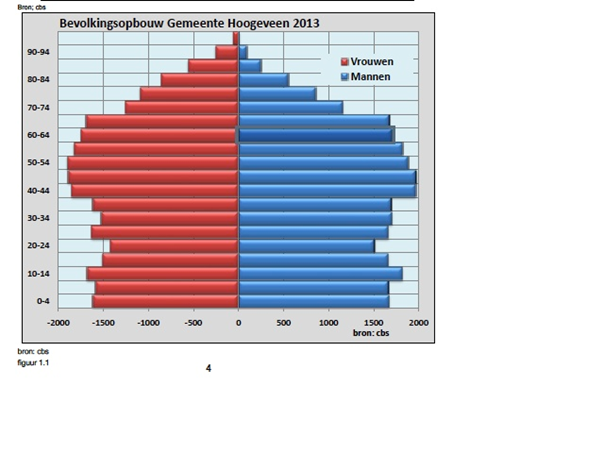 Bron; cbs
Bevolkingsopbouw Gemeente Hoogeveen 2013
90-94
Vrouwen
80-84
Mannen
70-74
60-64
50-54
40-44
30-34
20-24
10-14
0-4
-2000 -1500 -1000 -500 0 500 1000 1500 2000
bron: cbs
bron: cbs
figuur 1.1
4